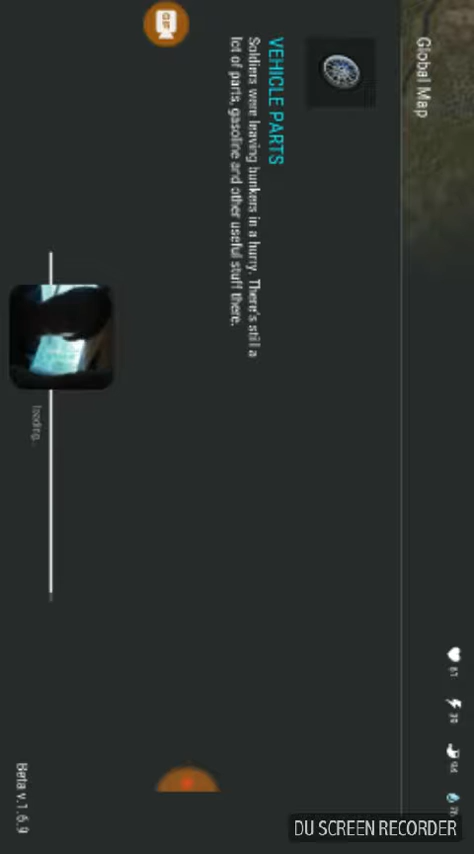 Global Map
VEHICLE PARTS
Soldiers were leaving bunkers in a hurry. There's still a
lot of parts, gasoline and other useful stuff there.
loading...
Beta v.1.6.9
DU SCREEN RECORDER